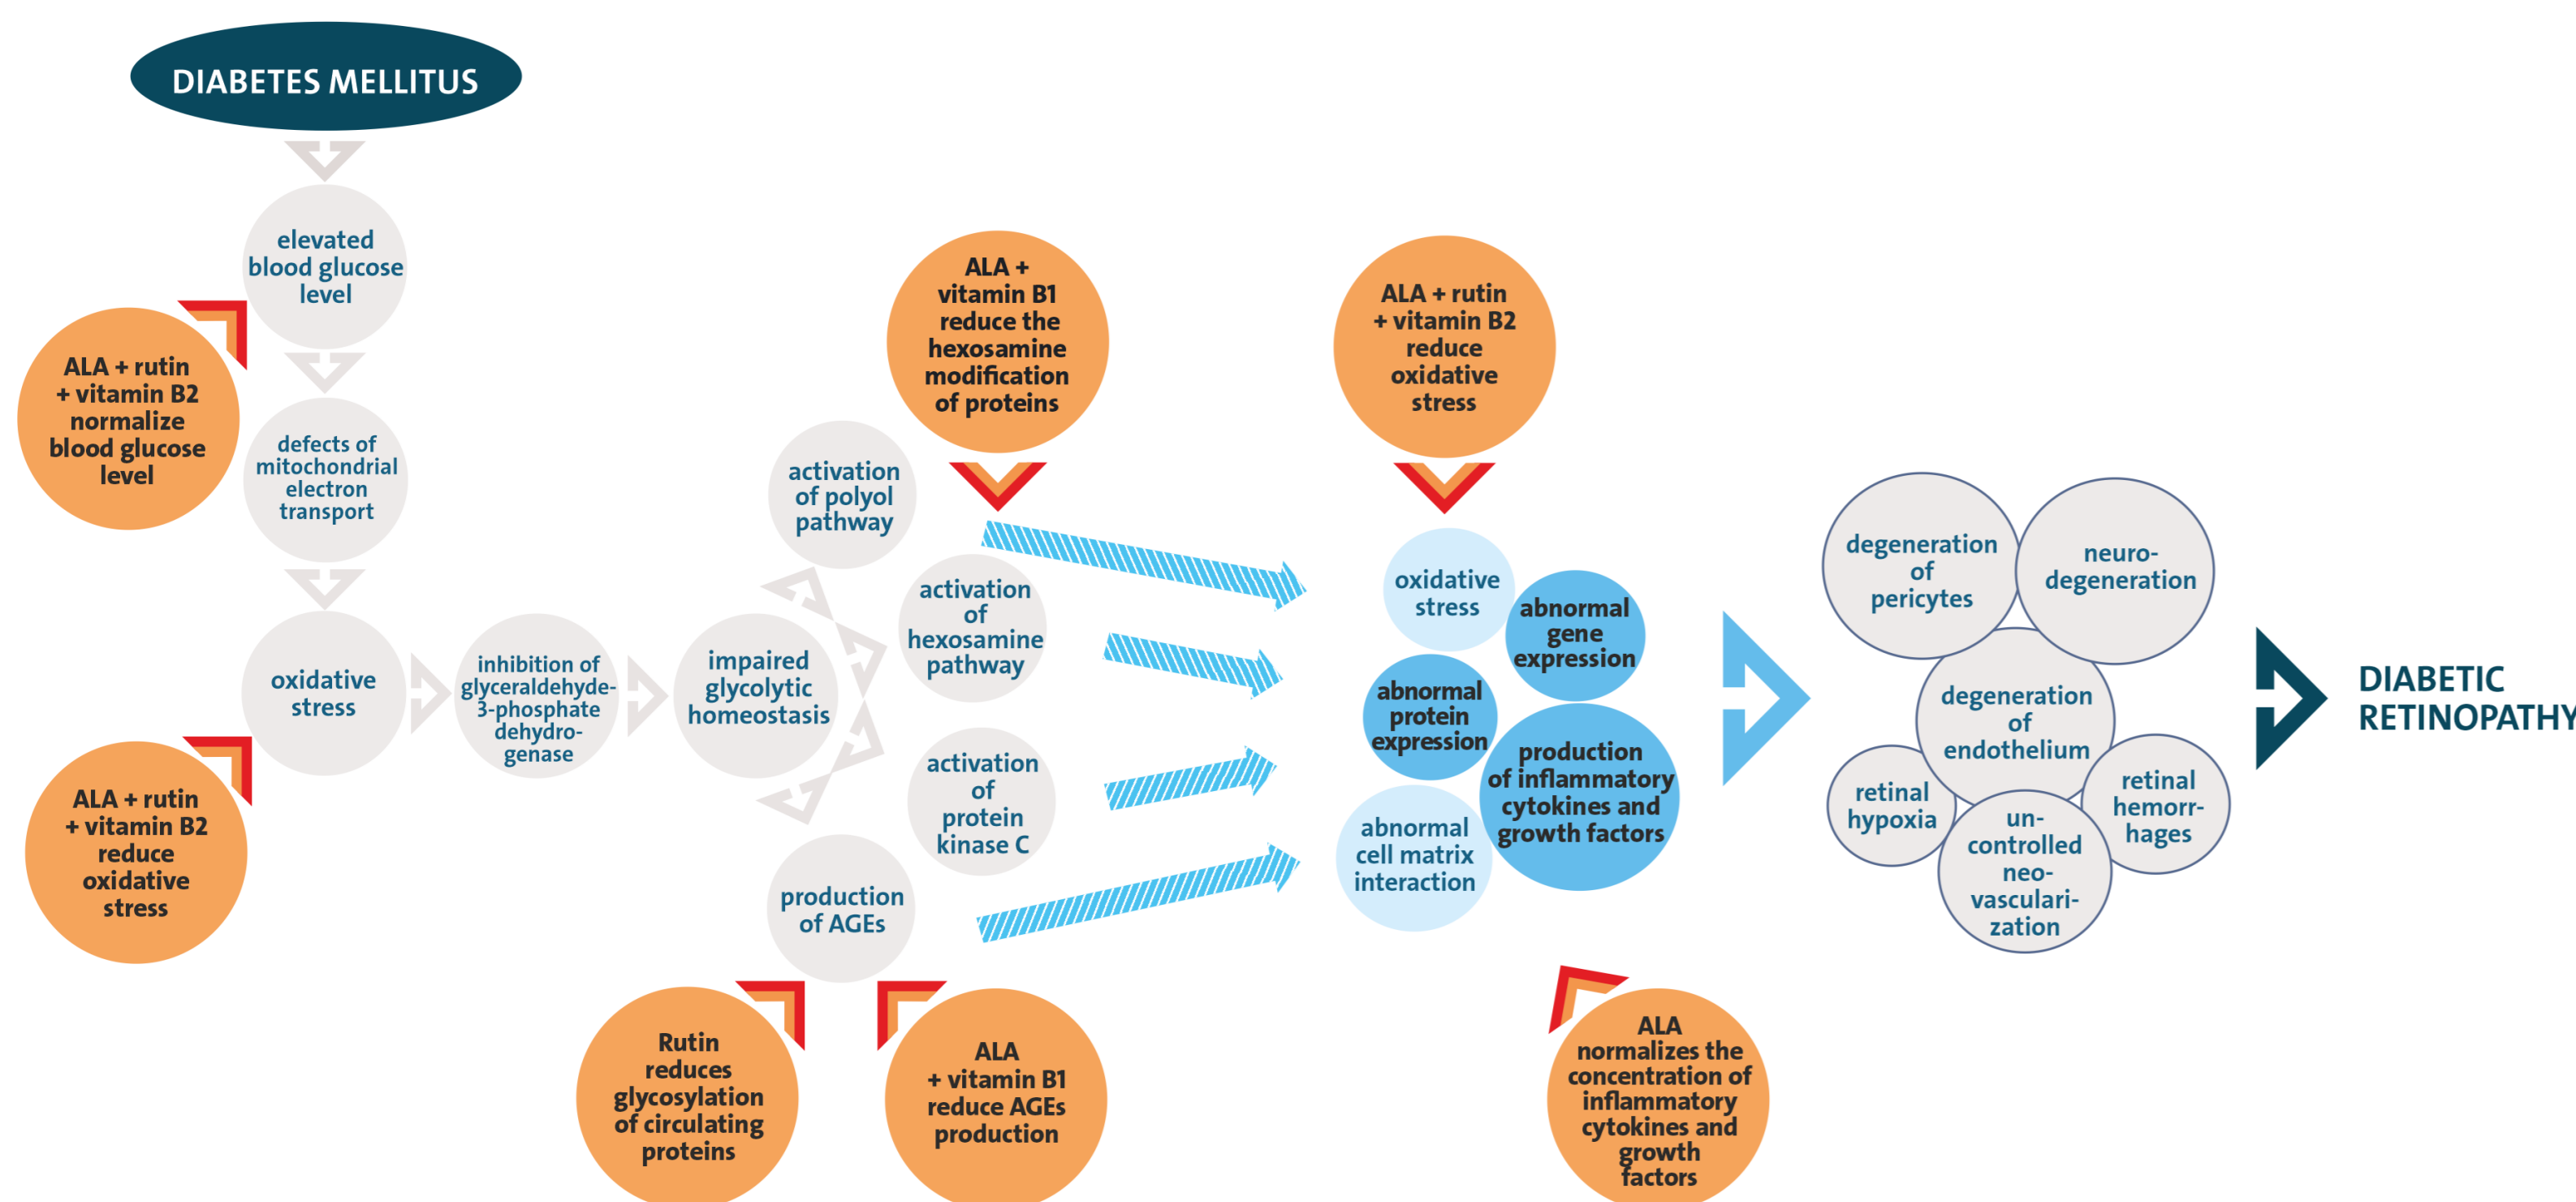 DIABETES MELLITUS
elevated
blood glucose
level
ALA + rutin
+ vitamin B2
normalize
blood glucose
level
defects of
mitochondrial
electron
transport
oxidative
stress
ALA + rutin
+ vitamin B2
reduce
oxidative
stress
inhibition of
glyceraldehyde-
3-phosphate
dehydro-
genase
impaired
glycolytic
homeostasis
activation
of polyol
pathway
ALA +
vitamin B1
reduce the
hexosamine
modification
of proteins
activation
of
hexosamine
pathway
activation
of
protein
kinase C
production
of AGEs
Rutin
reduces
glycosylation
of circulating
proteins
ALA
+ vitamin B1
reduce AGEs
production
ALA + rutin
+ vitamin B2
reduce
oxidative
stress
oxidative
stress
abnormal
gene
expression
abnormal
protein
expression
production
of inflammatory
cytokines and
growth factors
abnormal
cell matrix
interaction
ALA
normalizes the
concentration of
inflammatory
cytokines and
growth
factors
degeneration
of
pericytes
neuro-
degeneration
degeneration
of
endothelium
retinal
hypoxia
un-
controlled
neo-
vasculari-
zation
retinal
hemorr-
hages
DIABETIC
RETINOPATHY